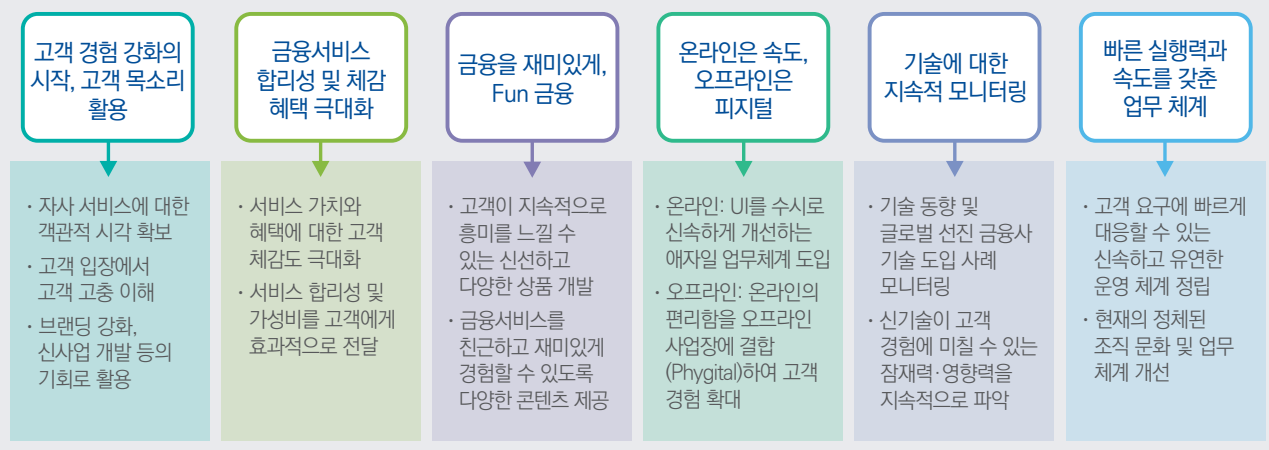 고객 경험 강화의
시작, 고객 목소리
활용
· 자사 서비스에 대한
객관적 시각 확보
· 고객 입장에서
고객 고충 이해
· 브랜딩 강화,
신사업 개발 등의
기회로 활용
금융서비스
합리성 및 체감
혜택 극대화
· 서비스 가치와
혜택에 대한 고객
체감도 극대화
· 서비스 합리성 및
가성비를 고객에게
효과적으로 전달
금융을 재미있게,
Fun 금융
· 고객이 지속적으로
흥미를 느낄 수
있는 신선하고
다양한 상품 개발
· 금융서비스를
친근하고 재미있게
경험할 수 있도록
다양한 콘텐츠 제공
온라인은 속도,
오프라인은
피지털
· 온라인: UI를 수시로
신속하게 개선하는
애자일 업무체계 도입
· 오프라인: 온라인의
편리함을 오프라인
사업장에 결합
(Phygital)하여 고객
경험 확대
기술에 대한
지속적 모니터링
· 기술 동향 및
글로벌 선진 금융사
기술 도입 사례
모니터링
· 신기술이 고객
경험에 미칠 수 있는
잠재력·영향력을
지속적으로 파악
빠른 실행력과
속도를 갖춘
업무 체계
· 고객 요구에 빠르게
대응할 수 있는
신속하고 유연한
운영 체계 정립
· 현재의 정체된
조직 문화 및 업무
체계 개선